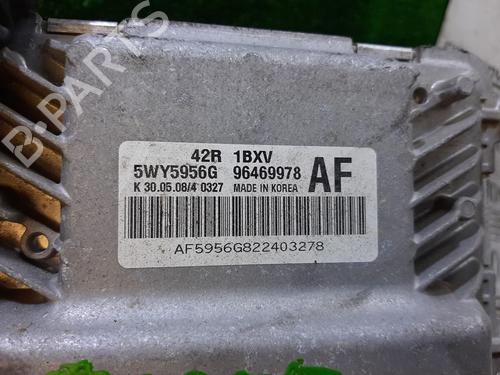 B-PARTS
42R 1BXV
5WY5956G 96469978 AF
K 30.05.08/4 0327 MADE IN KOREA
AF5956G822403278